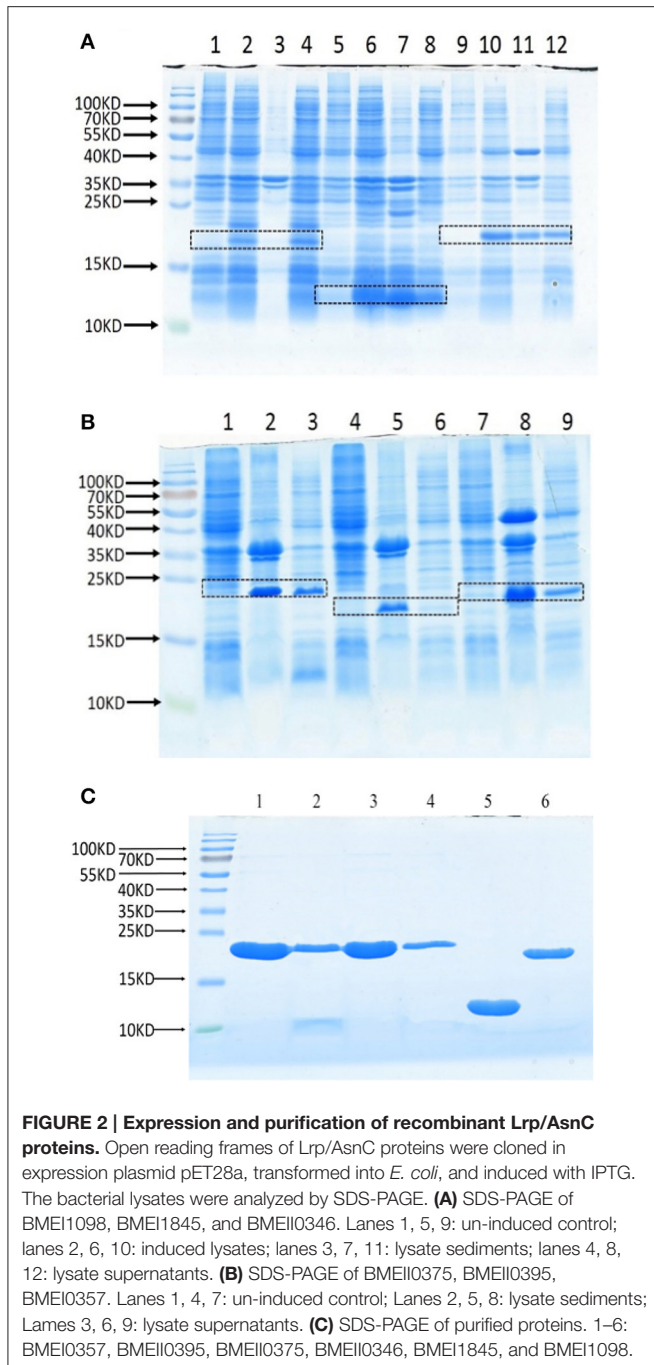 A
1 2 3 4 5 6 7 8 9 10 11 12
100KD
70KD
55KD
40KD
35KD
25KD
15KD
10KD
B
1 2 3 4 5 6 7 8 9
100KD
70KD
55KD
40KD
35KD
25KD
15KD
10KD
C
1 2 3 4 5 6
100KD
70KD
55KD
40KD
35KD
25KD
15KD
10KD
FIGURE 2 | Expression and purification of recombinant Lrp/AsnC
proteins. Open reading frames of Lrp/AsnC proteins were cloned in
expression plasmid pET28a, transformed into E. coli, and induced with IPTG.
The bacterial lysates were analyzed by SDS-PAGE. (A) SDS-PAGE of
BMEI1098, BMEI1845, and BMEII0346. Lanes 1, 5, 9: un-induced control;
lanes 2, 6, 10: induced lysates; lanes 3, 7, 11: lysate sediments; lanes 4, 8,
12: lysate supernatants. (B) SDS-PAGE of BMEII0375, BMEII0395,
BMEI0357. Lanes 1, 4, 7: un-induced control; Lanes 2, 5, 8: lysate sediments;
Lames 3, 6, 9: lysate supernatants. (C) SDS-PAGE of purified proteins. 1–6:
BMEI0357, BMEII0395, BMEII0375, BMEII0346, BMEI1845, and BMEI1098.